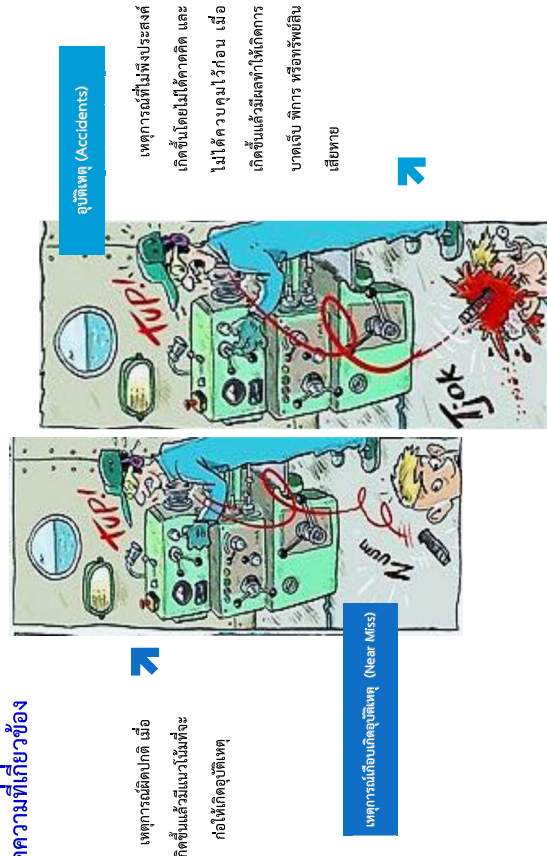 ความที่เกี่ยวข้อง
เหตุการณ์ผิดปกติ เมื่อ
เกิดขึ้นแล้วมีแนวโน้มที่จะ
ก่อให้เกิดอุบัติเหตุ
เหตุการณ์เกือบเกิดอุบัติเหตุ (Near Miss)
TUP!
Zuum
TUP!
Tjok
อุบัติเหตุ (Accidents)
เหตุการณ์ที่ไม่พึงประสงค์
เกิดขึ้นโดยไม่ได้คาดคิด และ
ไม่ได้ควบคุมไว้ก่อน เมื่อ
เกิดขึ้นแล้วมีผลทำให้เกิดการ
บาดเจ็บ พิการ หรือทรัพย์สิน
เสียหาย